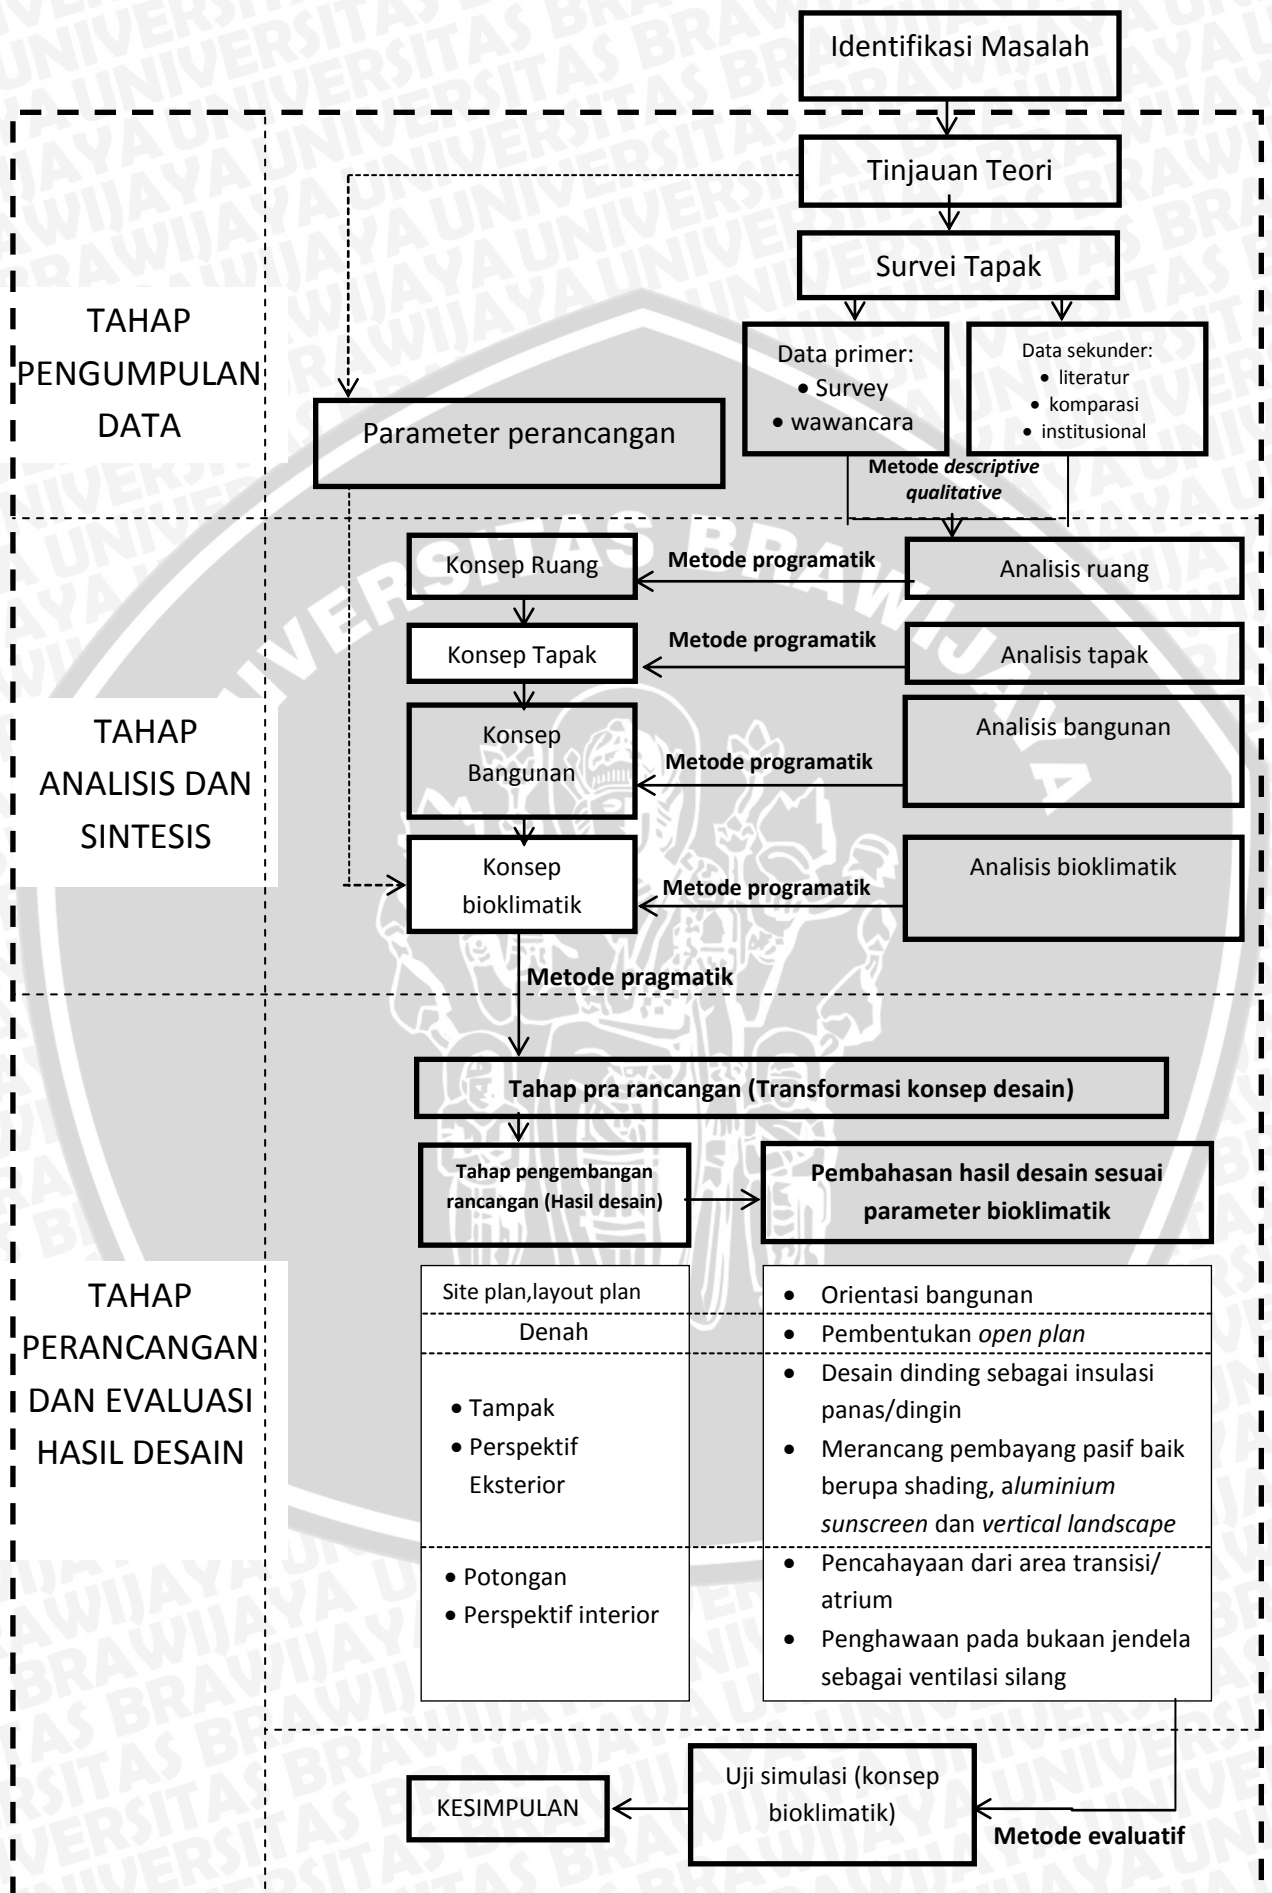 Identifikasi Masalah
Tinjauan Teori
Survei Tapak
TAHAP
PENGUMPULAN
DATA
Data primer:
• Survey
• wawancara
Data sekunder:
• literatur
• komparasi
• institusional
Parameter perancangan
Metode descriptive
qualitative
Konsep Ruang
Metode programatik
Analisis ruang
Konsep Tapak
Metode programatik
Analisis tapak
TAHAP
ANALISIS DAN
SINTESIS
Konsep
Bangunan
Metode programatik
Analisis bangunan
Konsep
bioklimatik
Metode programatik
Analisis bioklimatik
Metode pragmatik
Tahap pra rancangan (Transformasi konsep desain)
Tahap pengembangan
rancangan (Hasil desain)
Pembahasan hasil desain sesuai
parameter bioklimatik
TAHAP
PERANCANGAN
DAN EVALUASI
HASIL DESAIN
Site plan,layout plan
• Orientasi bangunan
Denah
• Pembentukan open plan
• Tampak
• Perspektif
Eksterior
• Desain dinding sebagai insulasi
panas/dingin
• Merancang pembayang pasif baik
berupa shading, aluminium
sunscreen dan vertical landscape
• Potongan
• Perspektif interior
• Pencahayaan dari area transisi/
atrium
• Penghawaan pada bukaan jendela
sebagai ventilasi silang
KESIMPULAN
Uji simulasi (konsep
bioklimatik)
Metode evaluatif
UNIVERSITAS BRAWIJAYA